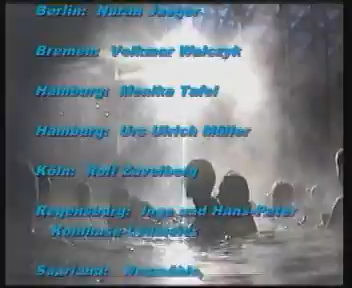 Berlin: Jaeger
Bremen: Volkmar Walczyk
Hamburg: Monika Tafel
Hamburg: Urs Ulrich Müller
Köln: Rolf Zavelberg
Regensburg: Inge und Hans-Peter
Saarland: